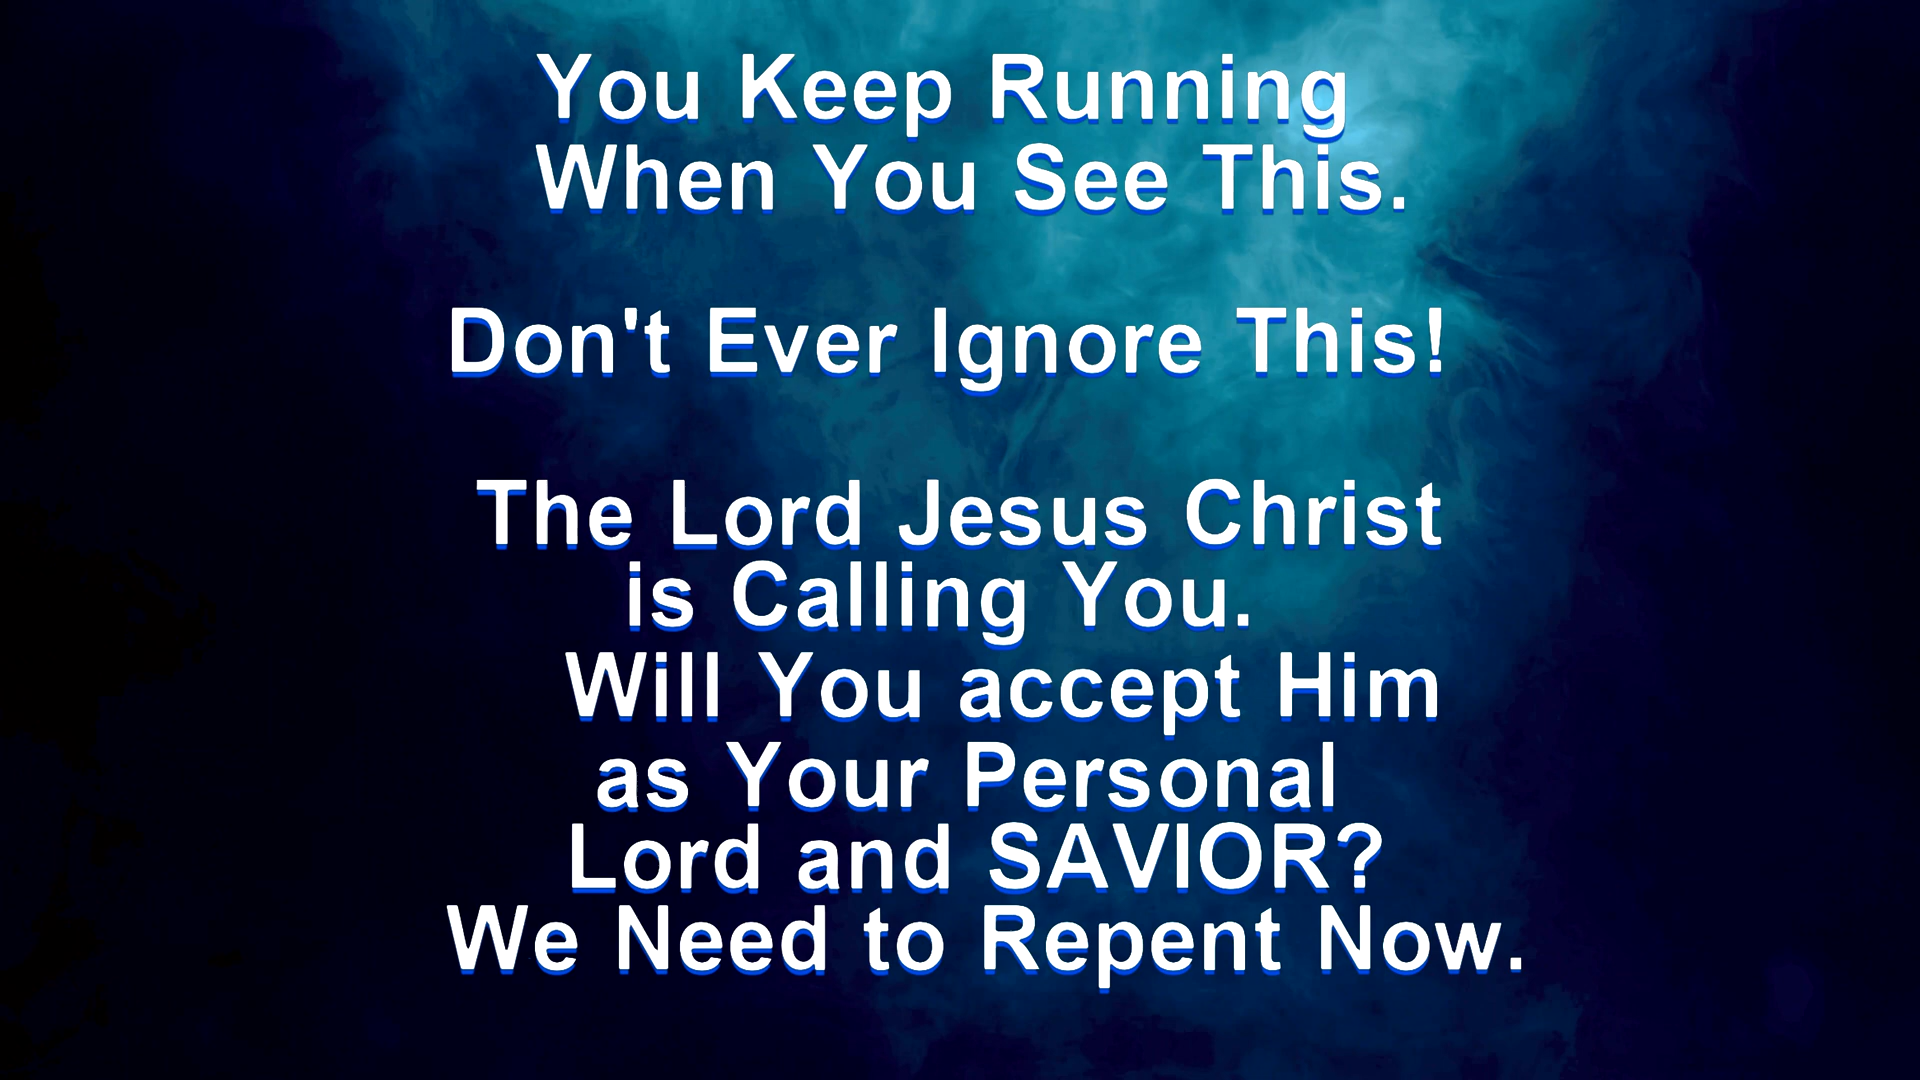 You Keep Running
When You See This.
Don't Ever Ignore This!
The Lord Jesus Christ
is Calling You.
Will You accept Him
as Your Personal
Lord and SAVIOR?
We Need to Repent Now.